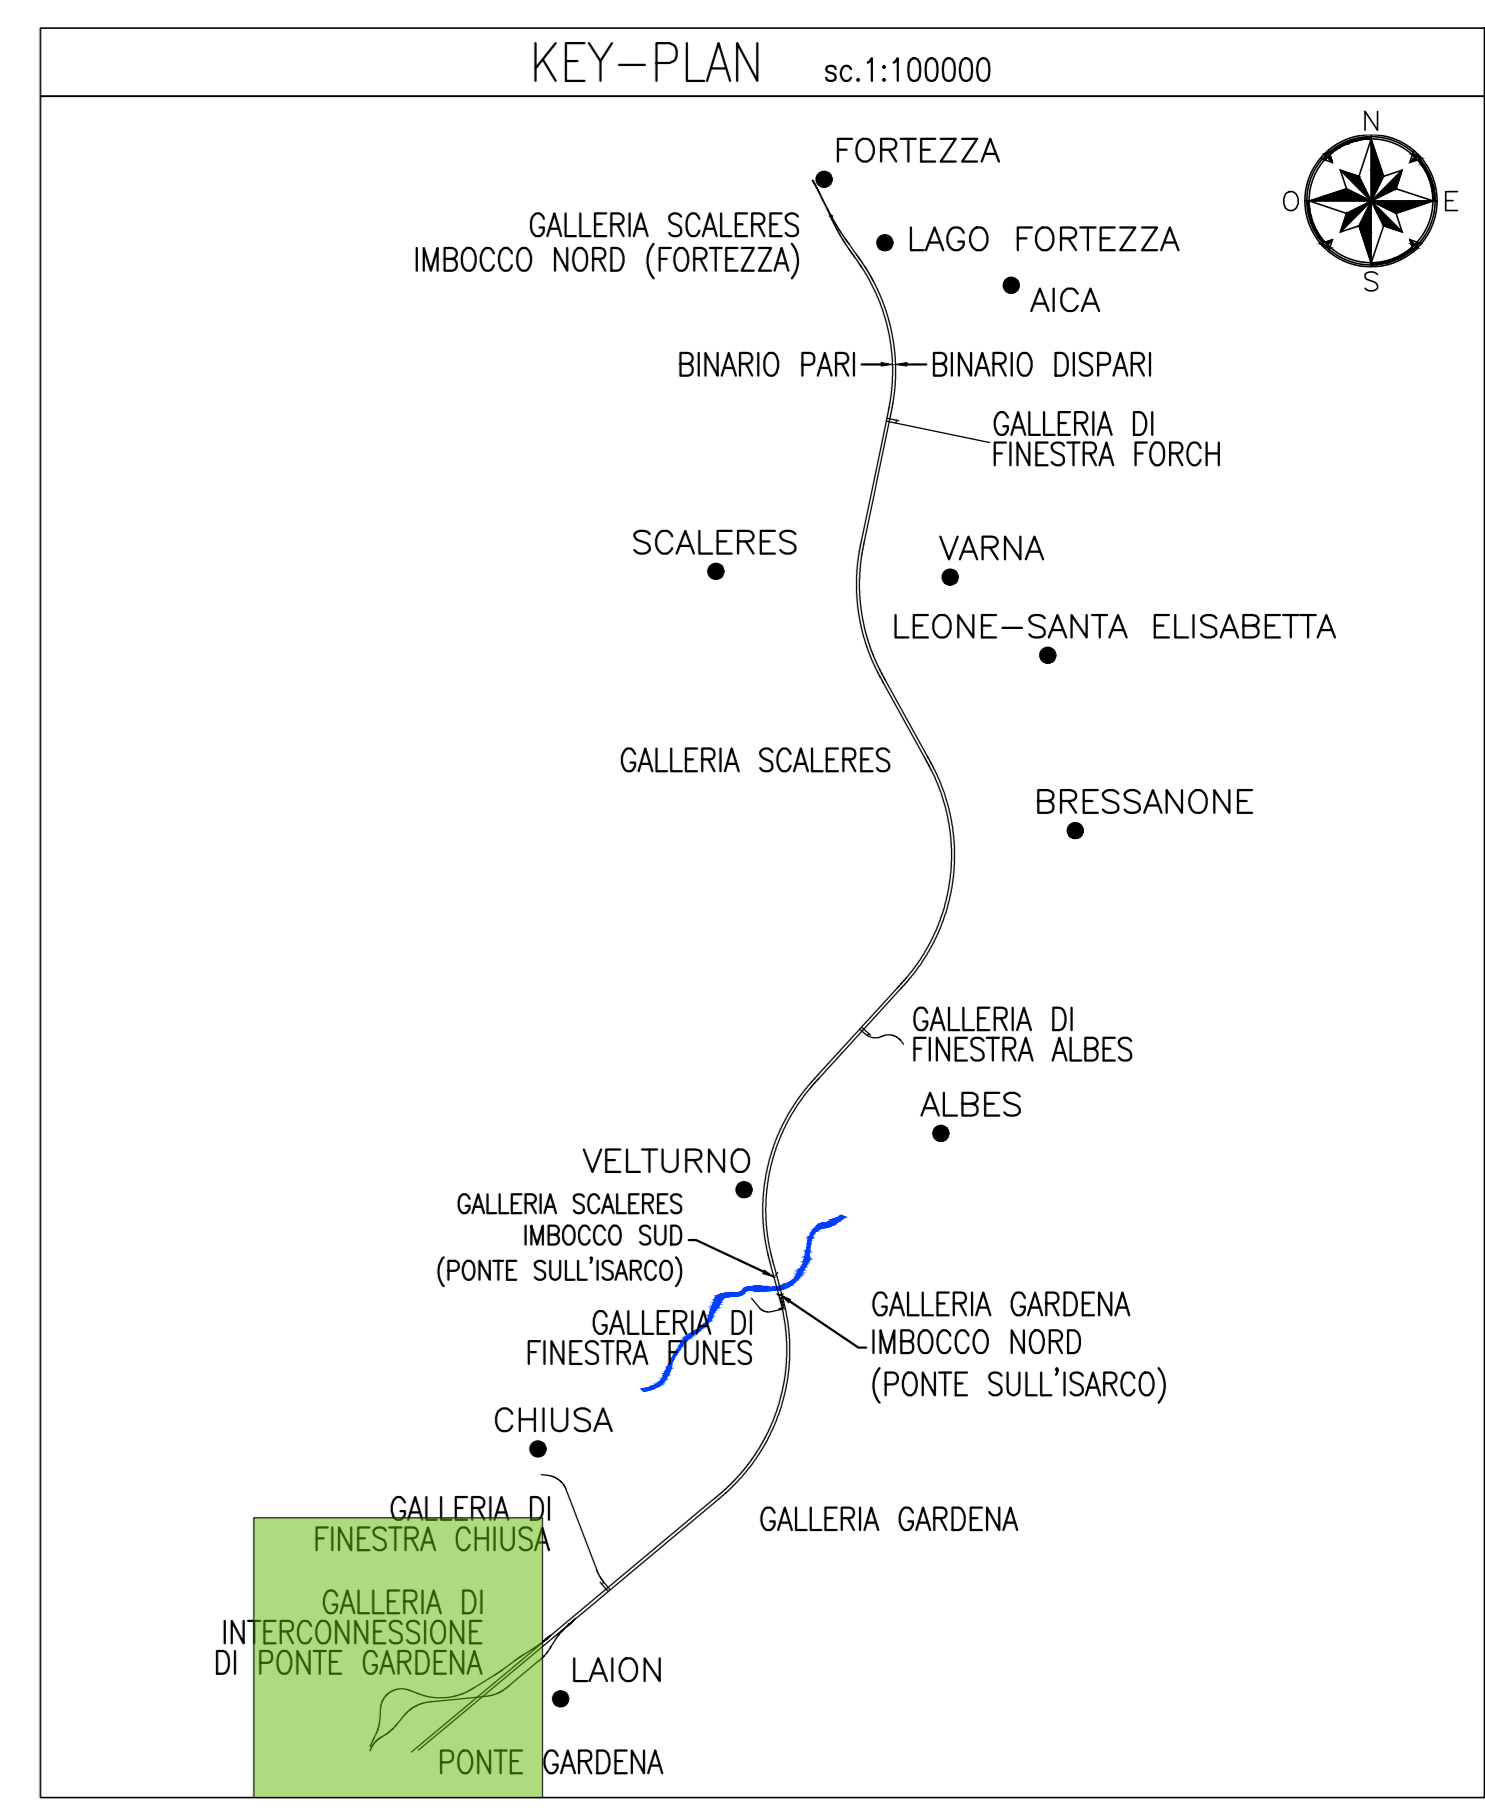 KEY-PLAN sc.1:100000
N
O
E
S
FORTEZZA
GALLERIA SCALERES
IMBOCCO NORD (FORTEZZA)
LAGO FORTEZZA
AICA
BINARIO PARI
BINARIO DISPARI
GALLERIA DI
FINESTRA FORCH
SCALERES
VARNA
LEONE-SANTA ELISABETTA
GALLERIA SCALERES
BRESSANONE
GALLERIA DI
FINESTRA ALBES
ALBES
VELTURNO
GALLERIA SCALERES
IMBOCCO SUD
(PONTE SULL'ISARCO)
GALLERIA DI
FINESTRA FUNES
GALLERIA GARDENA
IMBOCCO NORD
(PONTE SULL'ISARCO)
CHIUSA
GALLERIA DI
FINESTRA CHIUSA
GALLERIA GARDENA
GALLERIA DI
INTERCONNESSIONE
DI PONTE GARDENA
LAION
PONTE GARDENA